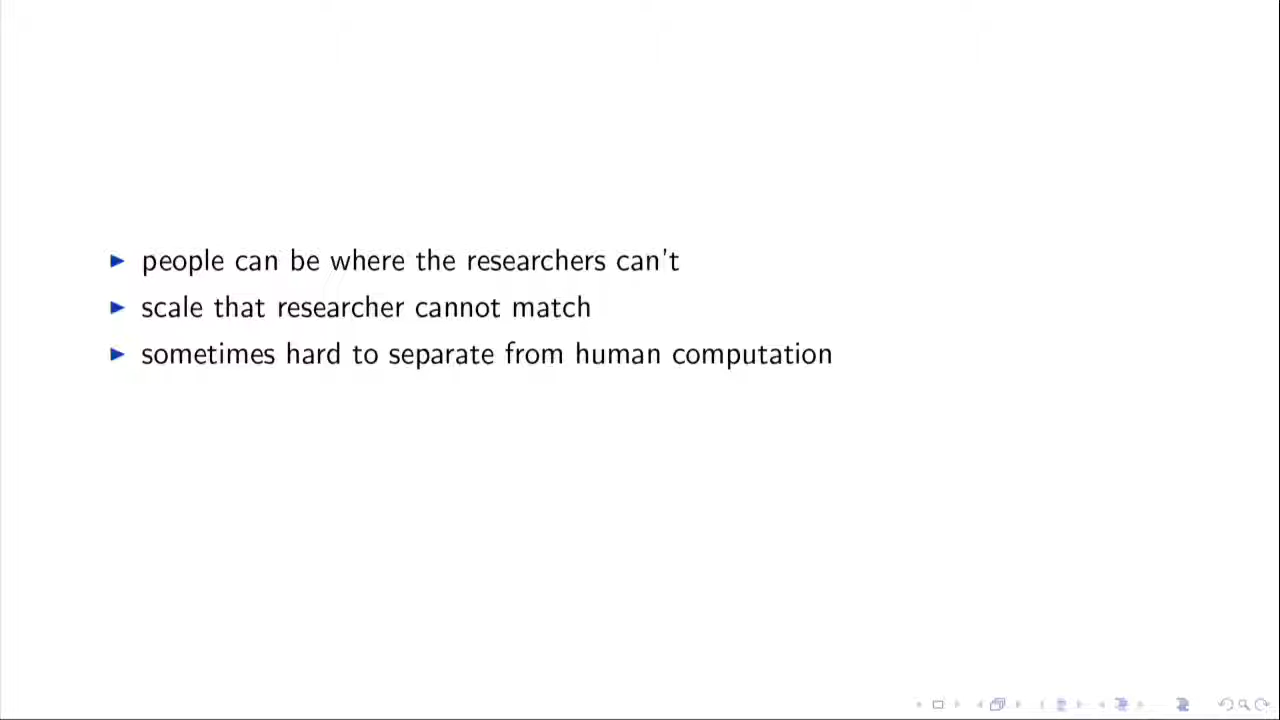 people can be where the researchers can't
scale that researcher cannot match
sometimes hard to separate from human computation